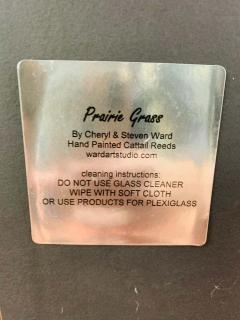 Prairie Grass
By Cheryl & Steven Ward
Hand Painted Cattail Reeds
wardartstudio.com
cleaning instructions:
DO NOT USE GLASS CLEANER
WIPE WITH SOFT CLOTH
OR USE PRODUCTS FOR PLEXIGLASS